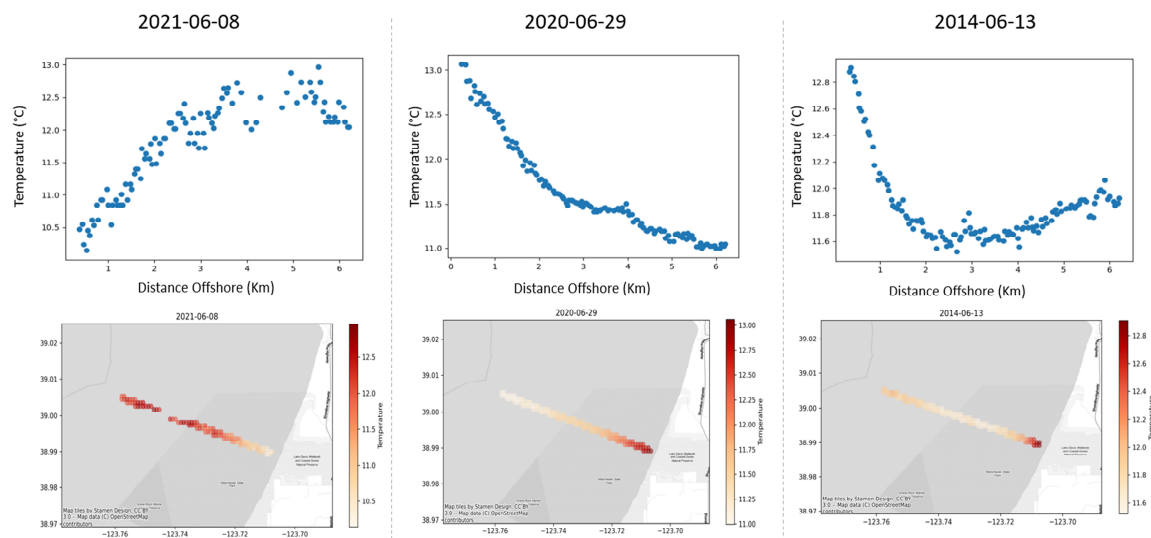 2021-06-08
2020-06-29
2014-06-13
Temperature (°C)
13.0
12.5
12.0
11.5
11.0
10.5
1 2 3 4 5 6
Distance Offshore (Km)
Temperature (°C)
13.0
12.5
12.0
11.5
11.0
0 1 2 3 4 5 6
Distance Offshore (Km)
Temperature (°C)
12.8
12.6
12.4
12.2
12.0
11.8
11.6
1 2 3 4 5 6
Distance Offshore (Km)
2021-06-08
39.02
39.01
39.00
38.99
38.98
38.97
−123.76 −123.74 −123.72 −123.70
Map tiles by Stamen Design, CC BY
3.0 -- Map data (C) OpenStreetMap
contributors
12.5
12.0
11.5
11.0
10.5
Temperature
2020-06-29
39.02
39.01
39.00
38.99
38.98
38.97
−123.76 −123.74 −123.72 −123.70
Map tiles by Stamen Design, CC BY
3.0 -- Map data (C) OpenStreetMap
contributors
13.00
12.75
12.50
12.25
12.00
11.75
11.50
11.25
11.00
Temperature
2014-06-13
39.02
39.01
39.00
38.99
38.98
38.97
−123.76 −123.74 −123.72 −123.70
Map tiles by Stamen Design, CC BY
3.0 -- Map data (C) OpenStreetMap
contributors
12.8
12.6
12.4
12.2
12.0
11.8
11.6